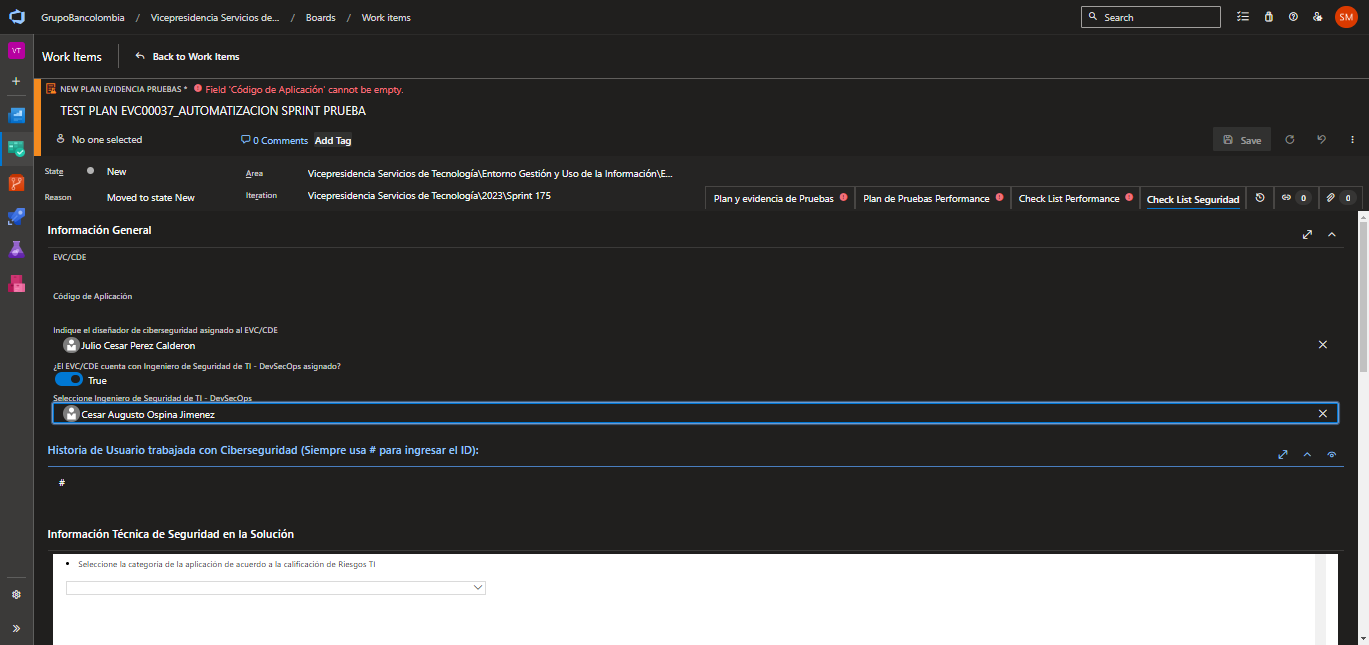 GrupoBancolombia / Vicepresidencia Servicios de... / Boards / Work items
Search
SM
VT
Work Items
Back to Work Items
NEW PLAN EVIDENCIA PRUEBAS * Field 'Código de Aplicación' cannot be empty.
TEST PLAN EVC00037_AUTOMATIZACION SPRINT PRUEBA
No one selected
0 Comments
Add Tag
Save
State
New
Area
Vicepresidencia Servicios de Tecnología\Entorno Gestión y Uso de la Información\E...
Reason
Moved to state New
Iteration
Vicepresidencia Servicios de Tecnología\2023\Sprint 175
Plan y evidencia de Pruebas
Plan de Pruebas Performance
Check List Performance
Check List Seguridad
0
0
Información General
EVC/CDE
Código de Aplicación
Indique el diseñador de ciberseguridad asignado al EVC/CDE
Julio Cesar Perez Calderon
¿El EVC/CDE cuenta con Ingeniero de Seguridad de TI - DevSecOps asignado?
True
Seleccione Ingeniero de Seguridad de TI - DevSecOps
Cesar Augusto Ospina Jimenez
Historia de Usuario trabajada con Ciberseguridad (Siempre usa # para ingresar el ID):
#
Información Técnica de Seguridad en la Solución
• Seleccione la categoria de la aplicación de acuerdo a la calificación de Riesgos TI